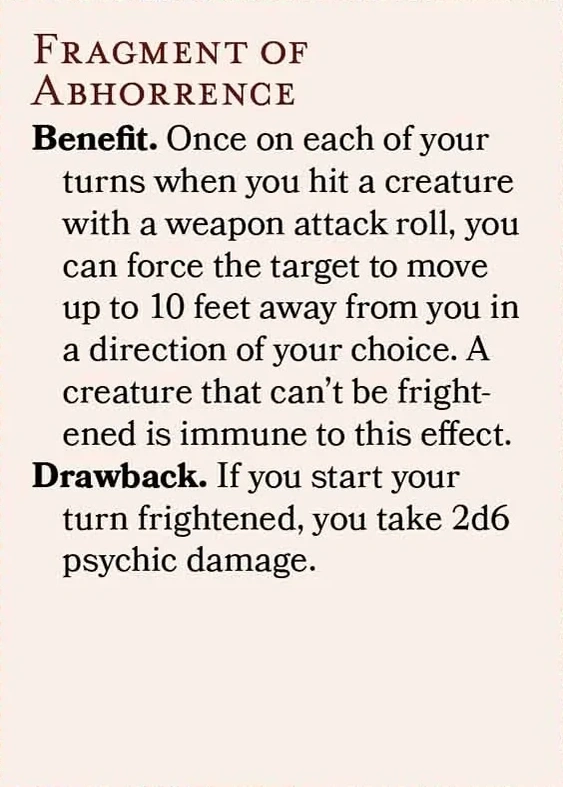 Fragment of
Abhorrence
Benefit. Once on each of your
turns when you hit a creature
with a weapon attack roll, you
can force the target to move
up to 10 feet away from you in
a direction of your choice. A
creature that can't be fright-
ened is immune to this effect.
Drawback. If you start your
turn frightened, you take 2d6
psychic damage.